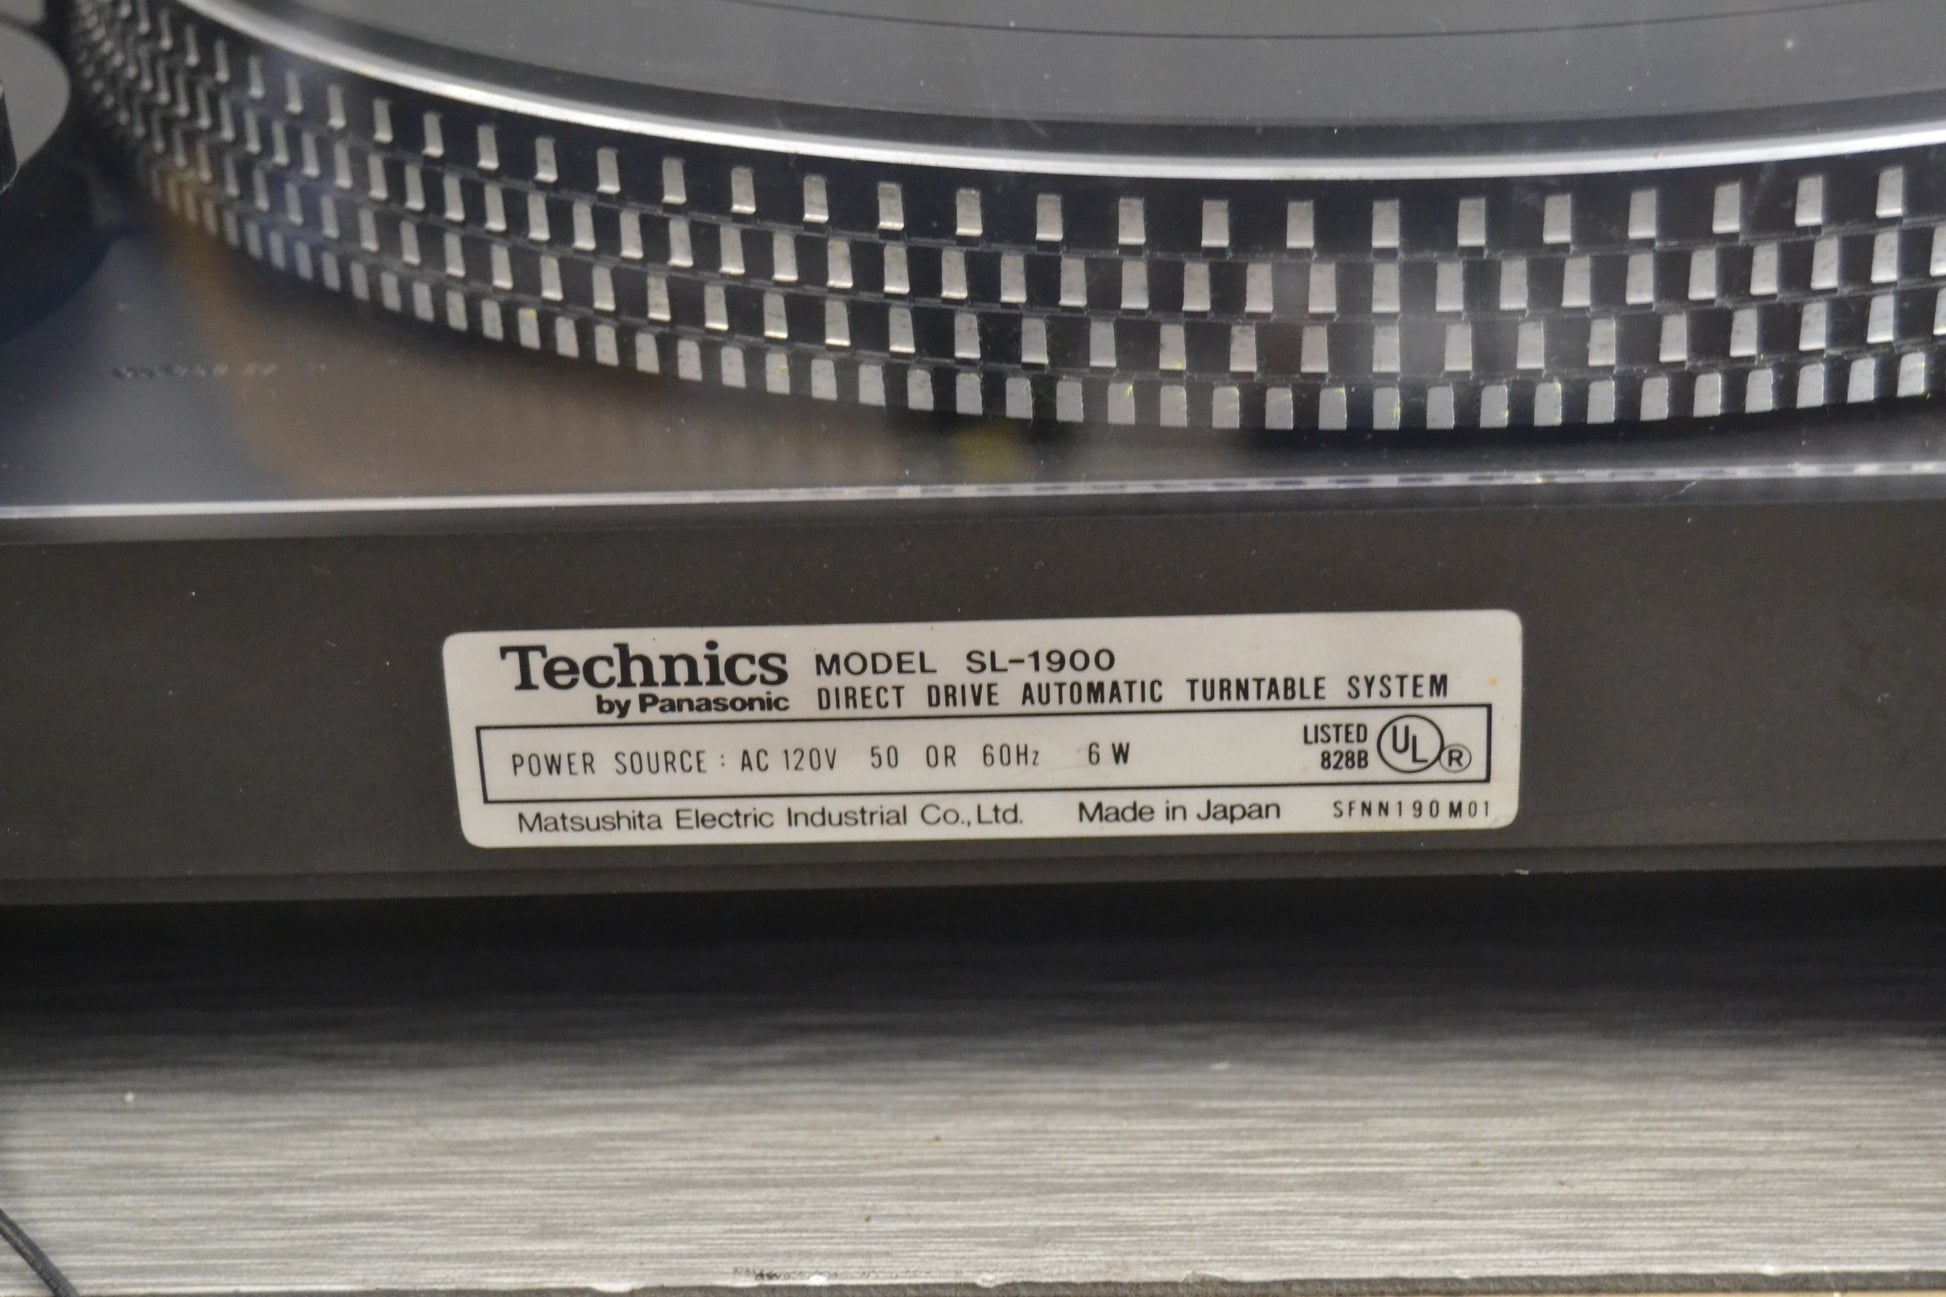 Technics MODEL SL-1900
by Panasonic DIRECT DRIVE AUTOMATIC TURNTABLE SYSTEM
POWER SOURCE : AC 120V 50 OR 60Hz 6 W
LISTED
828B
UL ®
Matsushita Electric Industrial Co., Ltd. Made in Japan SFNN190M01